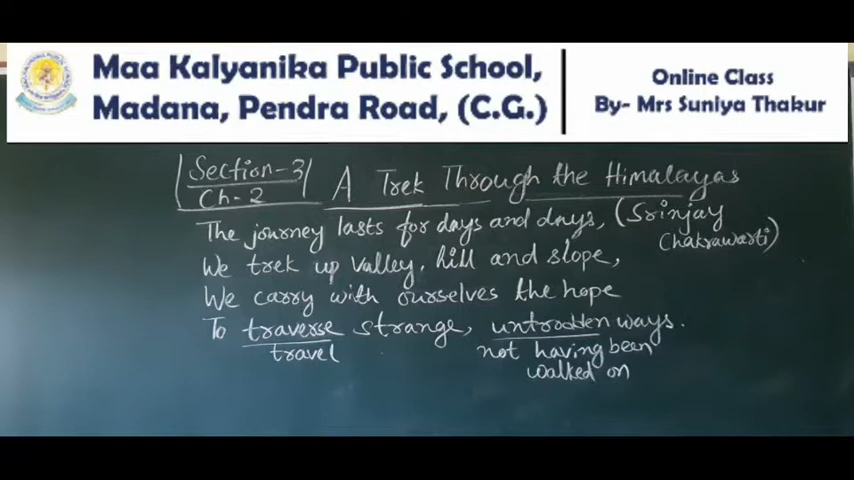 Maa Kalyanika Public School,
Madana, Pendra Road, (C.G.)
Online Class
By- Mrs Suniya Thakur
Section-3
Ch-2
A Trek Through the Himalayas
(Srinjay
Chakrawarti)
The journey lasts for days and days,
We trek up valley, hill and slope,
We carry with ourselves the hope
To traverse strange, untrodden ways.
travel
not having been
walked on